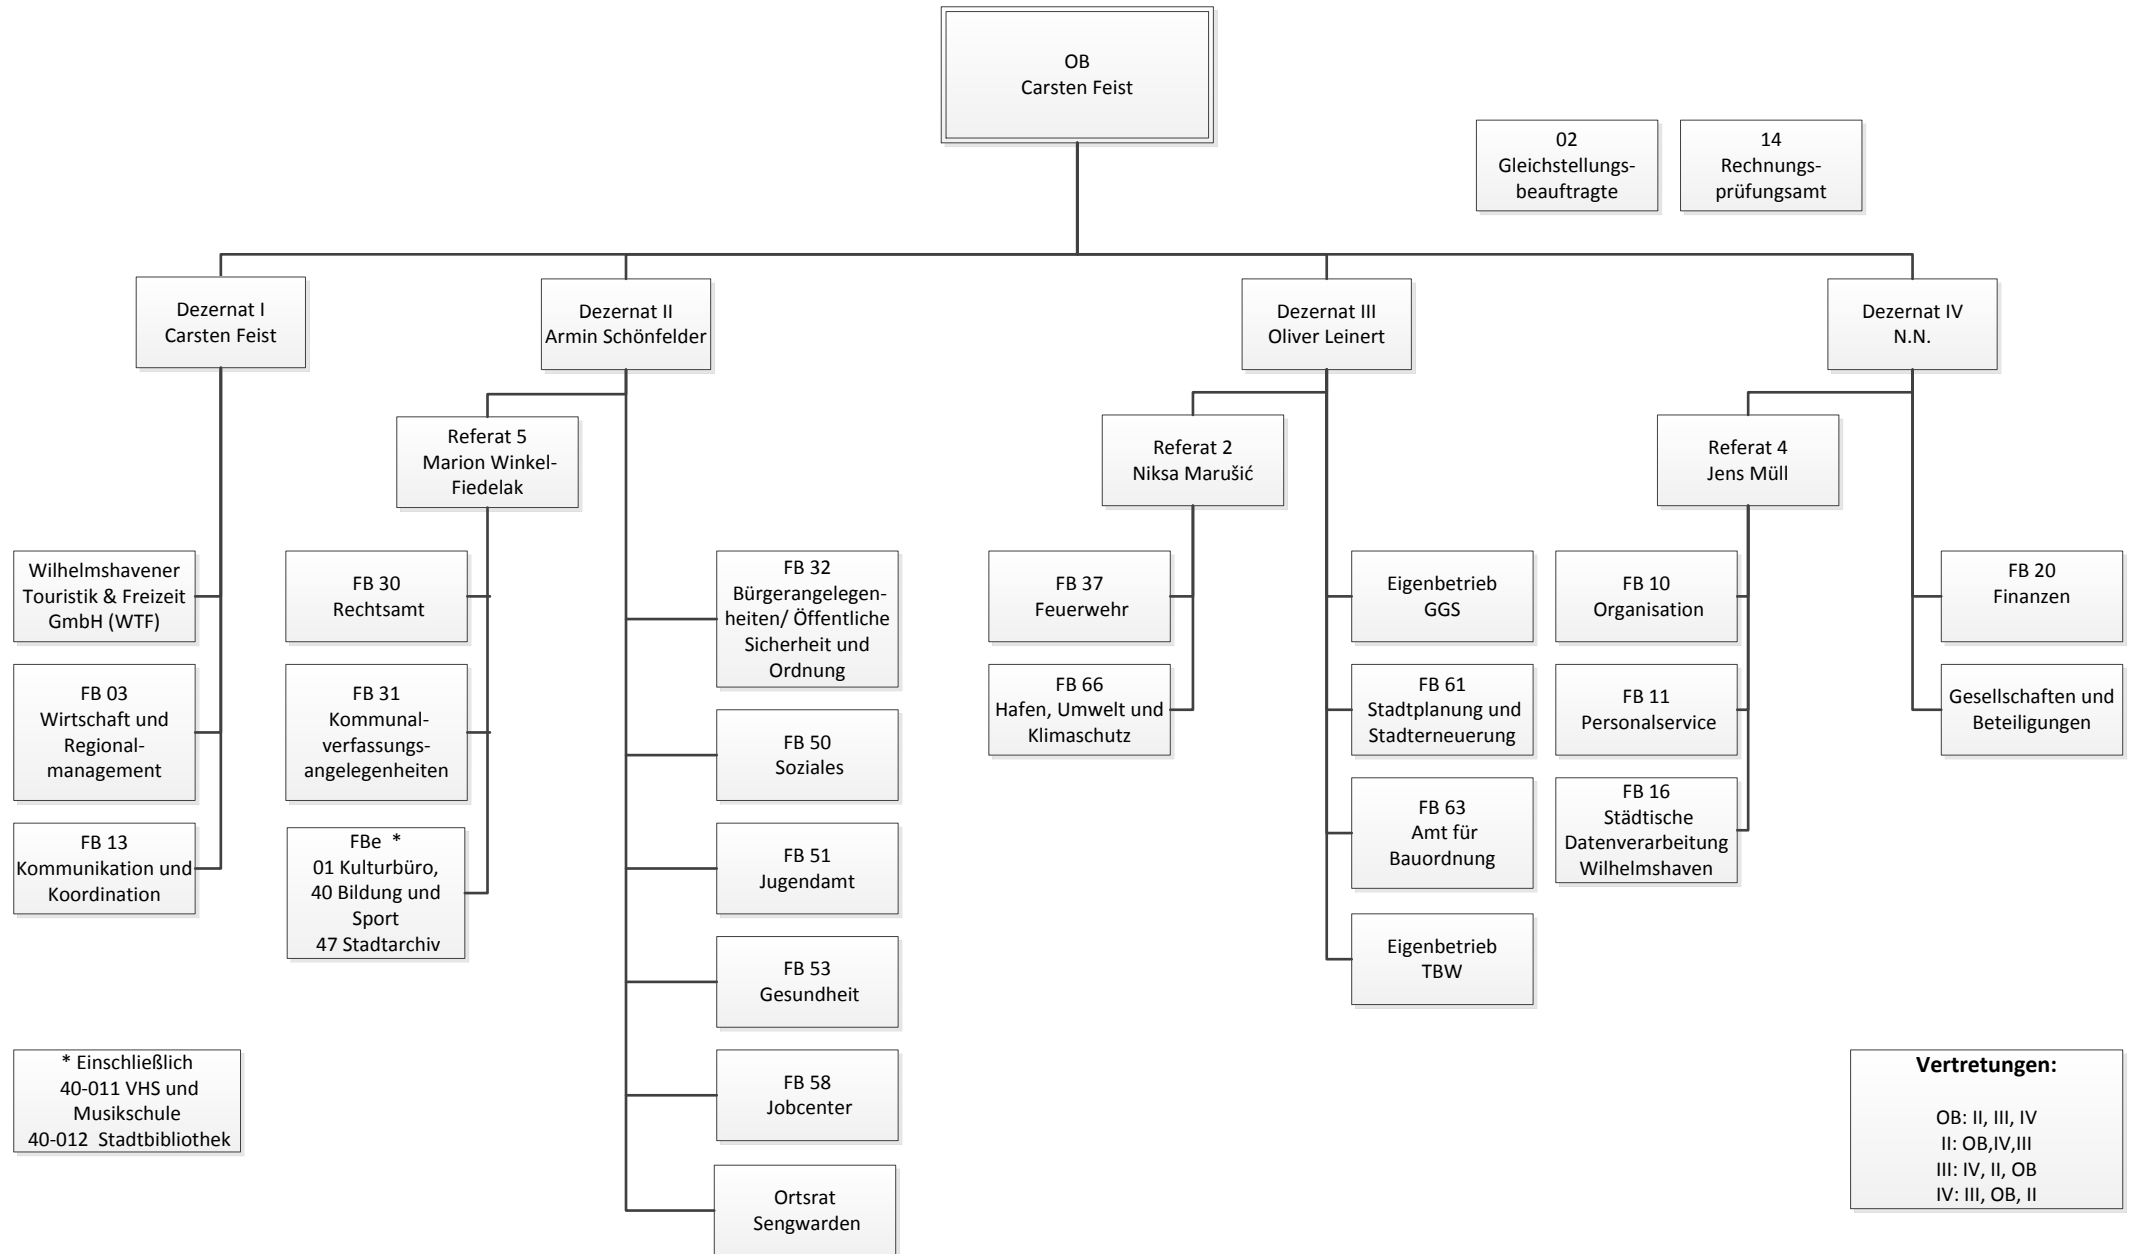 OB
Carsten Feist
02
Gleichstellungs-
beauftragte
14
Rechnungs-
prüfungsamt
Dezernat I
Carsten Feist
Dezernat II
Armin Schönfelder
Dezernat III
Oliver Leinert
Dezernat IV
N.N.
Referat 5
Marion Winkel-
Fiedelak
Referat 2
Niksa Marušić
Referat 4
Jens Müll
Wilhelmshavener
Touristik & Freizeit
GmbH (WTF)
FB 03
Wirtschaft und
Regional-
management
FB 13
Kommunikation und
Koordination
FB 30
Rechtsamt
FB 31
Kommunal-
verfassungs-
angelegenheiten
FBe *
01 Kulturbüro,
40 Bildung und
Sport
47 Stadtarchiv
FB 32
Bürgerangelegen-
heiten/ Öffentliche
Sicherheit und
Ordnung
FB 50
Soziales
FB 51
Jugendamt
FB 53
Gesundheit
FB 58
Jobcenter
Ortsrat
Sengwarden
FB 37
Feuerwehr
FB 66
Hafen, Umwelt und
Klimaschutz
Eigenbetrieb
GGS
FB 61
Stadtplanung und
Stadterneuerung
FB 63
Amt für
Bauordnung
Eigenbetrieb
TBW
FB 10
Organisation
FB 11
Personalservice
FB 16
Städtische
Datenverarbeitung
Wilhelmshaven
FB 20
Finanzen
Gesellschaften und
Beteiligungen
* Einschließlich
40-011 VHS und
Musikschule
40-012 Stadtbibliothek
Vertretungen:
OB: II, III, IV
II: OB,IV,III
III: IV, II, OB
IV: III, OB, II